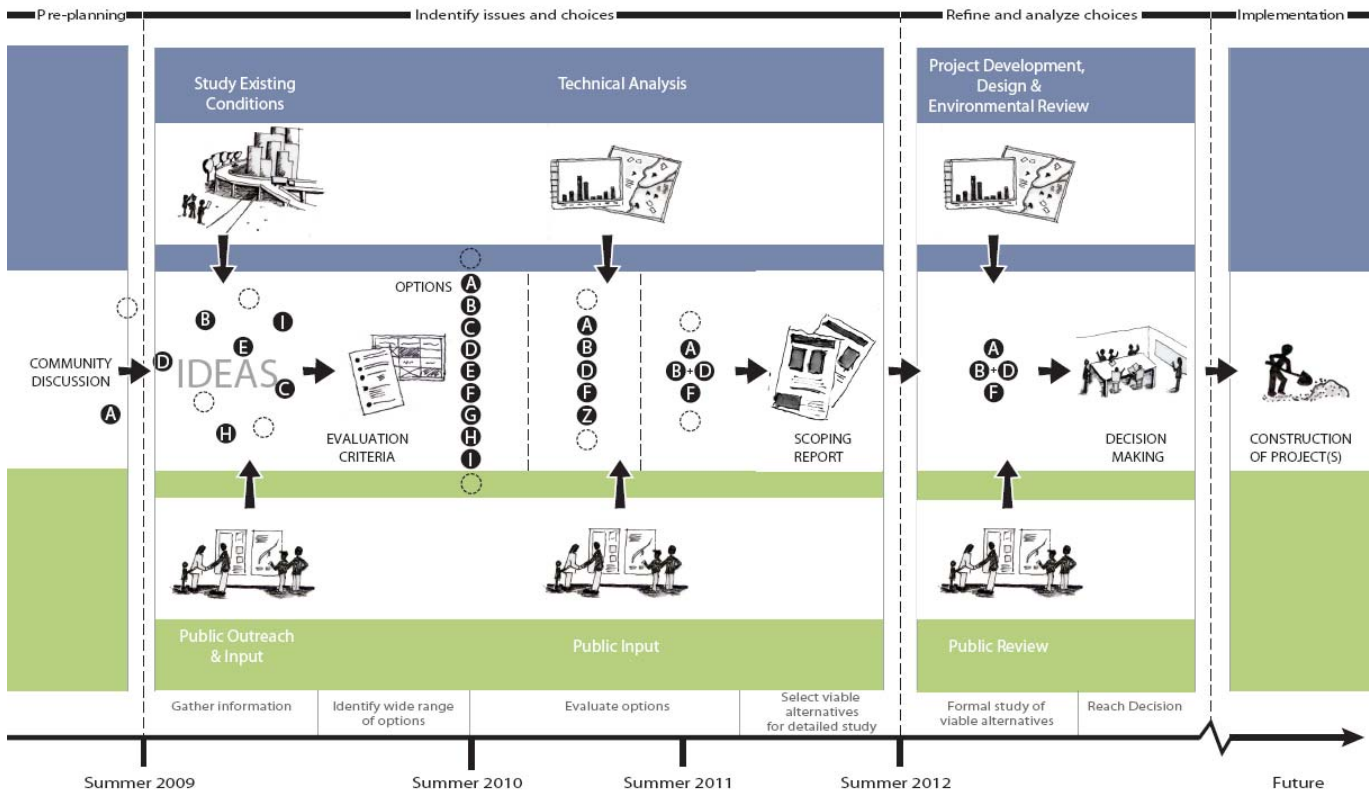 Pre-planning
Indentify issues and choices
Refine and analyze choices
Implementation
Study Existing
Conditions
Technical Analysis
Project Development,
Design &
Environmental Review
COMMUNITY
DISCUSSION
A
D
B
I
E
IDEAS
C
H
EVALUATION
CRITERIA
OPTIONS
A
B
C
D
E
F
G
H
I
A
B
D
F
Z
A
B+D
F
SCOPING
REPORT
A
B+D
F
DECISION
MAKING
CONSTRUCTION
OF PROJECT(S)
Public Outreach
& Input
Public Input
Public Review
Gather information
Identify wide range
of options
Evaluate options
Select viable
alternatives
for detailed study
Formal study of
viable alternatives
Reach Decision
Summer 2009
Summer 2010
Summer 2011
Summer 2012
Future